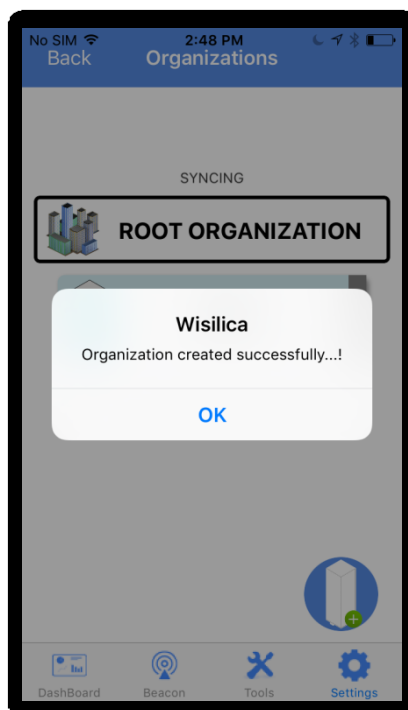 No SIM 2:48 PM
Back Organizations
SYNCING
ROOT ORGANIZATION
Wisilica
Organization created successfully...!
OK
DashBoard Beacon Tools Settings